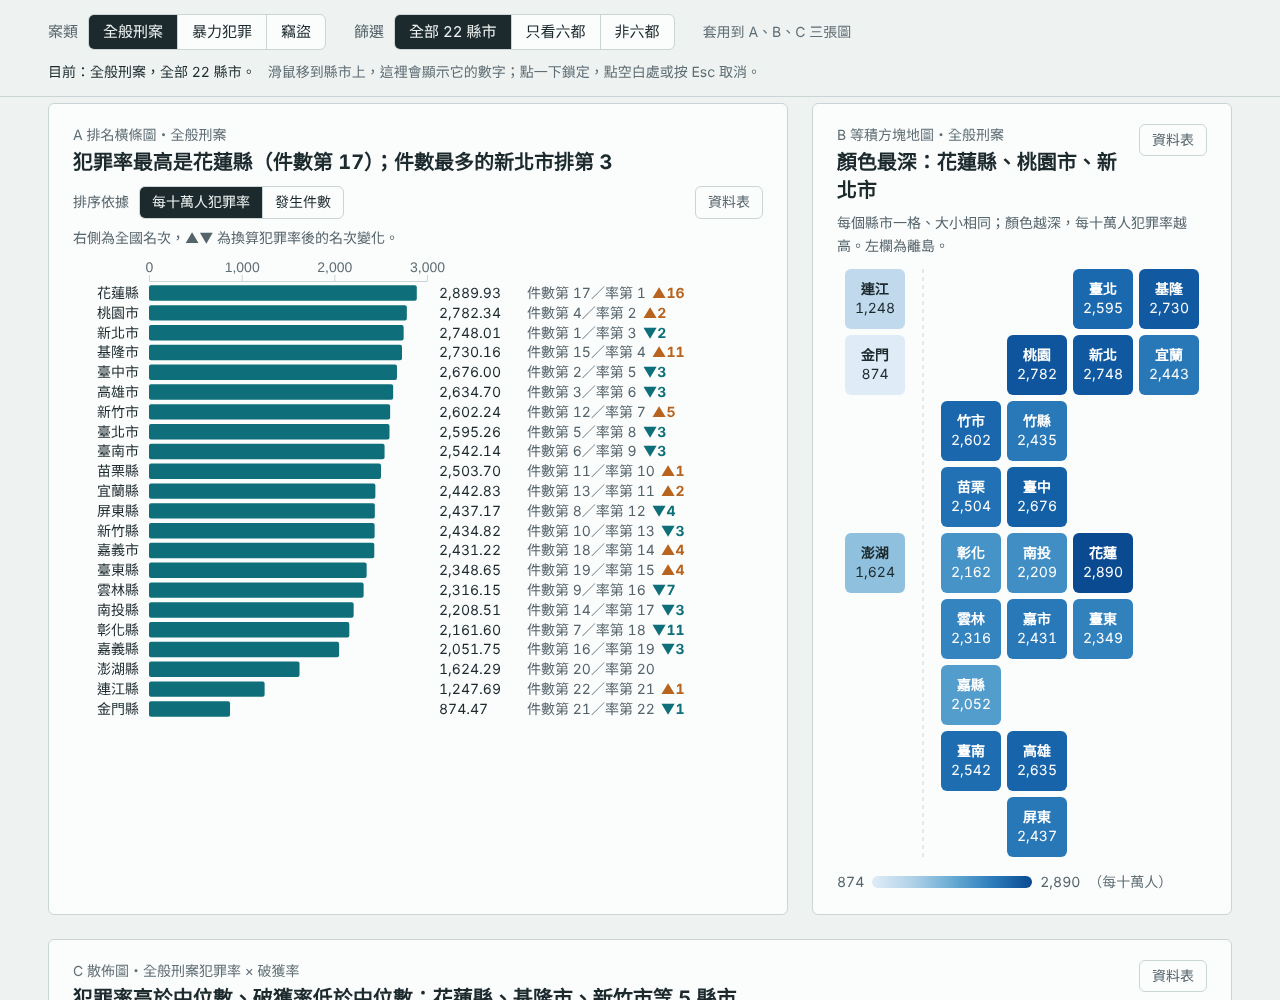 案類 全般刑案 暴力犯罪 竊盜 篩選 全部 22 縣市 只看六都 非六都 套用到 A、B、C 三張圖
目前：全般刑案，全部 22 縣市。 滑鼠移到縣市上，這裡會顯示它的數字；點一下鎖定，點空白處或按 Esc 取消。
A 排名橫條圖・全般刑案
犯罪率最高是花蓮縣（件數第 17）；件數最多的新北市排第 3
排序依據 每十萬人犯罪率 發生件數 資料表
右側為全國名次，▲▼ 為換算犯罪率後的名次變化。
0 1,000 2,000 3,000
花蓮縣 2,889.93 件數第 17／率第 1 ▲16
桃園市 2,782.34 件數第 4／率第 2 ▲2
新北市 2,748.01 件數第 1／率第 3 ▼2
基隆市 2,730.16 件數第 15／率第 4 ▲11
臺中市 2,676.00 件數第 2／率第 5 ▼3
高雄市 2,634.70 件數第 3／率第 6 ▼3
新竹市 2,602.24 件數第 12／率第 7 ▲5
臺北市 2,595.26 件數第 5／率第 8 ▼3
臺南市 2,542.14 件數第 6／率第 9 ▼3
苗栗縣 2,503.70 件數第 11／率第 10 ▲1
宜蘭縣 2,442.83 件數第 13／率第 11 ▲2
屏東縣 2,437.17 件數第 8／率第 12 ▼4
新竹縣 2,434.82 件數第 10／率第 13 ▼3
嘉義市 2,431.22 件數第 18／率第 14 ▲4
臺東縣 2,348.65 件數第 19／率第 15 ▲4
雲林縣 2,316.15 件數第 9／率第 16 ▼7
南投縣 2,208.51 件數第 14／率第 17 ▼3
彰化縣 2,161.60 件數第 7／率第 18 ▼11
嘉義縣 2,051.75 件數第 16／率第 19 ▼3
澎湖縣 1,624.29 件數第 20／率第 20
連江縣 1,247.69 件數第 22／率第 21 ▲1
金門縣 874.47 件數第 21／率第 22 ▼1
B 等積方塊地圖・全般刑案
資料表
顏色最深：花蓮縣、桃園市、新
北市
每個縣市一格、大小相同；顏色越深，每十萬人犯罪率越
高。左欄為離島。
連江 臺北 基隆
1,248 2,595 2,730
金門 桃園 新北 宜蘭
874 2,782 2,748 2,443
竹市 竹縣
2,602 2,435
苗栗 臺中
2,504 2,676
澎湖 彰化 南投 花蓮
1,624 2,162 2,209 2,890
雲林 嘉市 臺東
2,316 2,431 2,349
嘉縣
2,052
臺南 高雄
2,542 2,635
屏東
2,437
874 2,890 （每十萬人）
C 散佈圖・全般刑案犯罪率 × 破獲率
資料表
犯罪率高於中位數、破獲率低於中位數：花蓮縣、基隆市、新竹市等 5 縣市